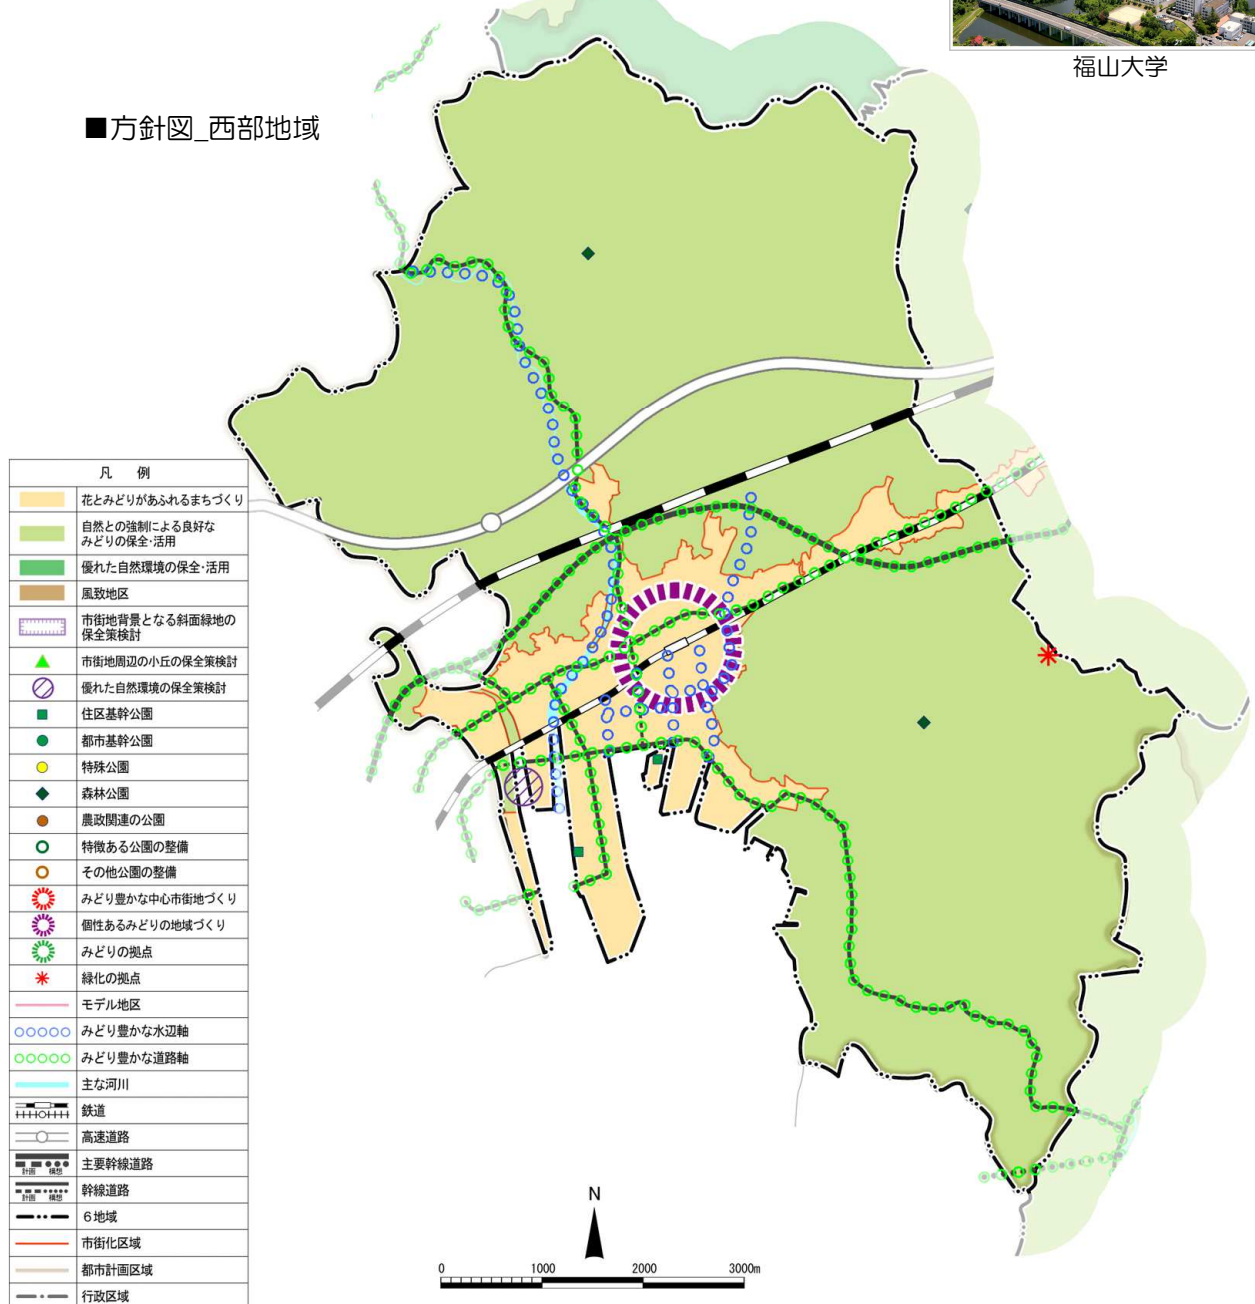 福山大学
■方針図_西部地域
凡 例
花とみどりがあふれるまちづくり
自然との強制による良好な
みどりの保全・活用
優れた自然環境の保全・活用
風致地区
市街地背景となる斜面緑地の
保全策検討
市街地周辺の小丘の保全策検討
優れた自然環境の保全策検討
住区基幹公園
都市基幹公園
特殊公園
森林公園
農政関連の公園
特徴ある公園の整備
その他公園の整備
みどり豊かな中心市街地づくり
個性あるみどりの地域づくり
みどりの拠点
緑化の拠点
モデル地区
みどり豊かな水辺軸
みどり豊かな道路軸
主な河川
鉄道
高速道路
主要幹線道路
計画 構想
幹線道路
計画 構想
6地域
市街化区域
都市計画区域
行政区域
N
0 1000 2000 3000m